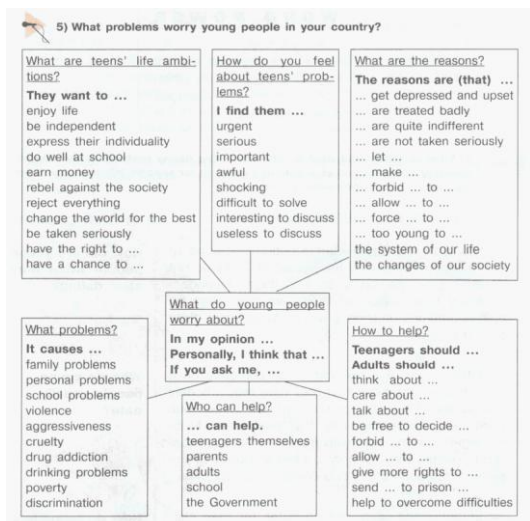 5) What problems worry young people in your country?
What are teens' life ambi-
tions?
They want to ...
enjoy life
be independent
express their individuality
do well at school
earn money
rebel against the society
reject everything
change the world for the best
be taken seriously
have the right to ...
have a chance to ...
How do you feel
about teens' prob-
lems?
I find them ...
urgent
serious
important
awful
shocking
difficult to solve
interesting to discuss
useless to discuss
What are the reasons?
The reasons are (that) ...
... get depressed and upset
... are treated badly
... are quite indifferent
... are not taken seriously
... let ...
... make ...
... forbid ... to ...
... allow ... to ...
... force ... to ...
... too young to ...
the system of our life
the changes of our society
What do young people
worry about?
In my opinion ...
Personally, I think that ...
If you ask me, ...
What problems?
It causes ...
family problems
personal problems
school problems
violence
aggressiveness
cruelty
drug addiction
drinking problems
poverty
discrimination
Who can help?
... can help.
teenagers themselves
parents
adults
school
the Government
How to help?
Teenagers should ...
Adults should ...
think about ...
care about ...
talk about ...
be free to decide ...
forbid ... to ...
allow ... to ...
give more rights to ...
send ... to prison ...
help to overcome difficulties